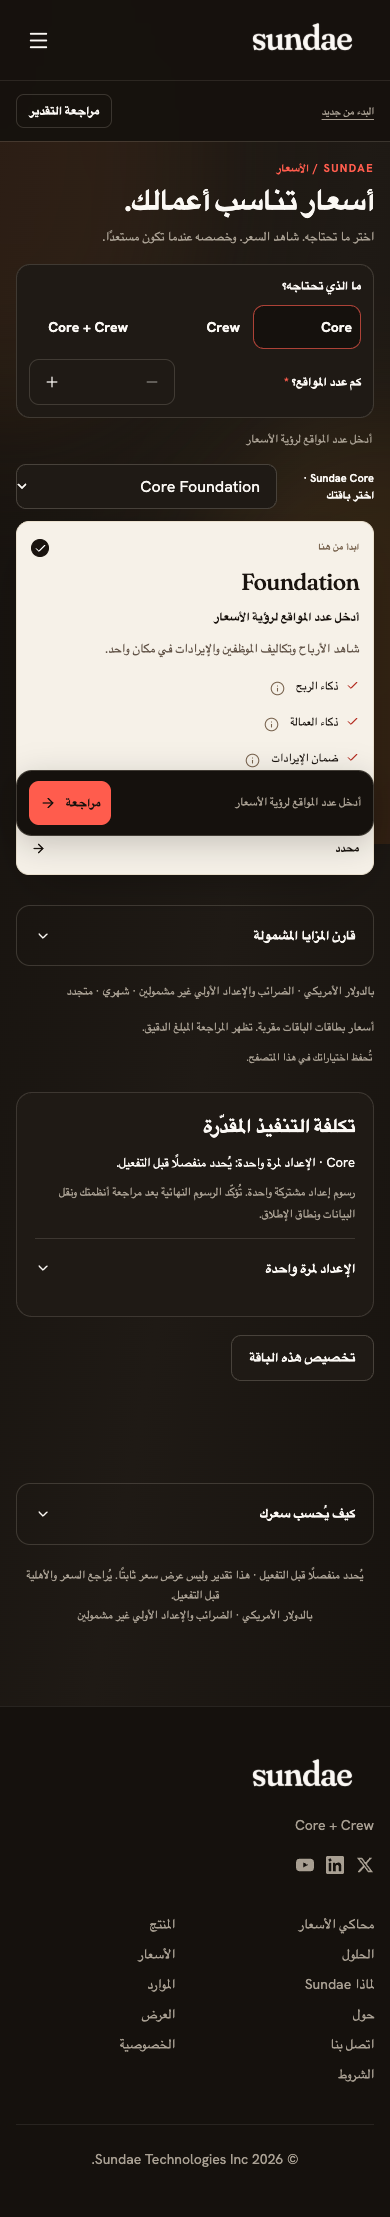 sundae
مراجعة التقدير
البدء من جديد
SUNDAE / الأسعار
أسعار تناسب أعمالك.
اختر ما تحتاجه. شاهد السعر. وخصصه عندما تكون مستعدًا.
ما الذي تحتاجه؟
Core
Crew
Core + Crew
كم عدد المواقع؟ *
أدخل عدد المواقع لرؤية الأسعار
Sundae Core ·
اختر باقتك
Core Foundation
ابدأ من هنا
Foundation
أدخل عدد المواقع لرؤية الأسعار
شاهد الأرباح وتكاليف الموظفين والإيرادات في مكان واحد.
ذكاء الربح
ذكاء العمالة
ضمان الإيرادات
أدخل عدد المواقع لرؤية الأسعار
مراجعة
محدد
قارن المزايا المشمولة
بالدولار الأمريكي · الضرائب والإعداد الأولي غير مشمولين · شهري · متجدد
أسعار بطاقات الباقات مقربة. تظهر المراجعة المبلغ الدقيق.
تُحفظ اختياراتك في هذا المتصفح.
تكلفة التنفيذ المقدّرة
Core · الإعداد لمرة واحدة: يُحدد منفصلًا قبل التفعيل.
رسوم إعداد مشتركة واحدة. تُؤكّد الرسوم النهائية بعد مراجعة أنظمتك ونقل
البيانات ونطاق الإطلاق.
الإعداد لمرة واحدة
تخصيص هذه الباقة
كيف يُحسب سعرك
يُحدد منفصلًا قبل التفعيل · هذا تقدير وليس عرض سعر ثابتًا. يُراجع السعر والأهلية
قبل التفعيل.
بالدولار الأمريكي · الضرائب والإعداد الأولي غير مشمولين
sundae
Core + Crew
محاكي الأسعار
المنتج
الحلول
الأسعار
لماذا Sundae
الموارد
حول
العرض
اتصل بنا
الخصوصية
الشروط
© 2026 Sundae Technologies Inc.